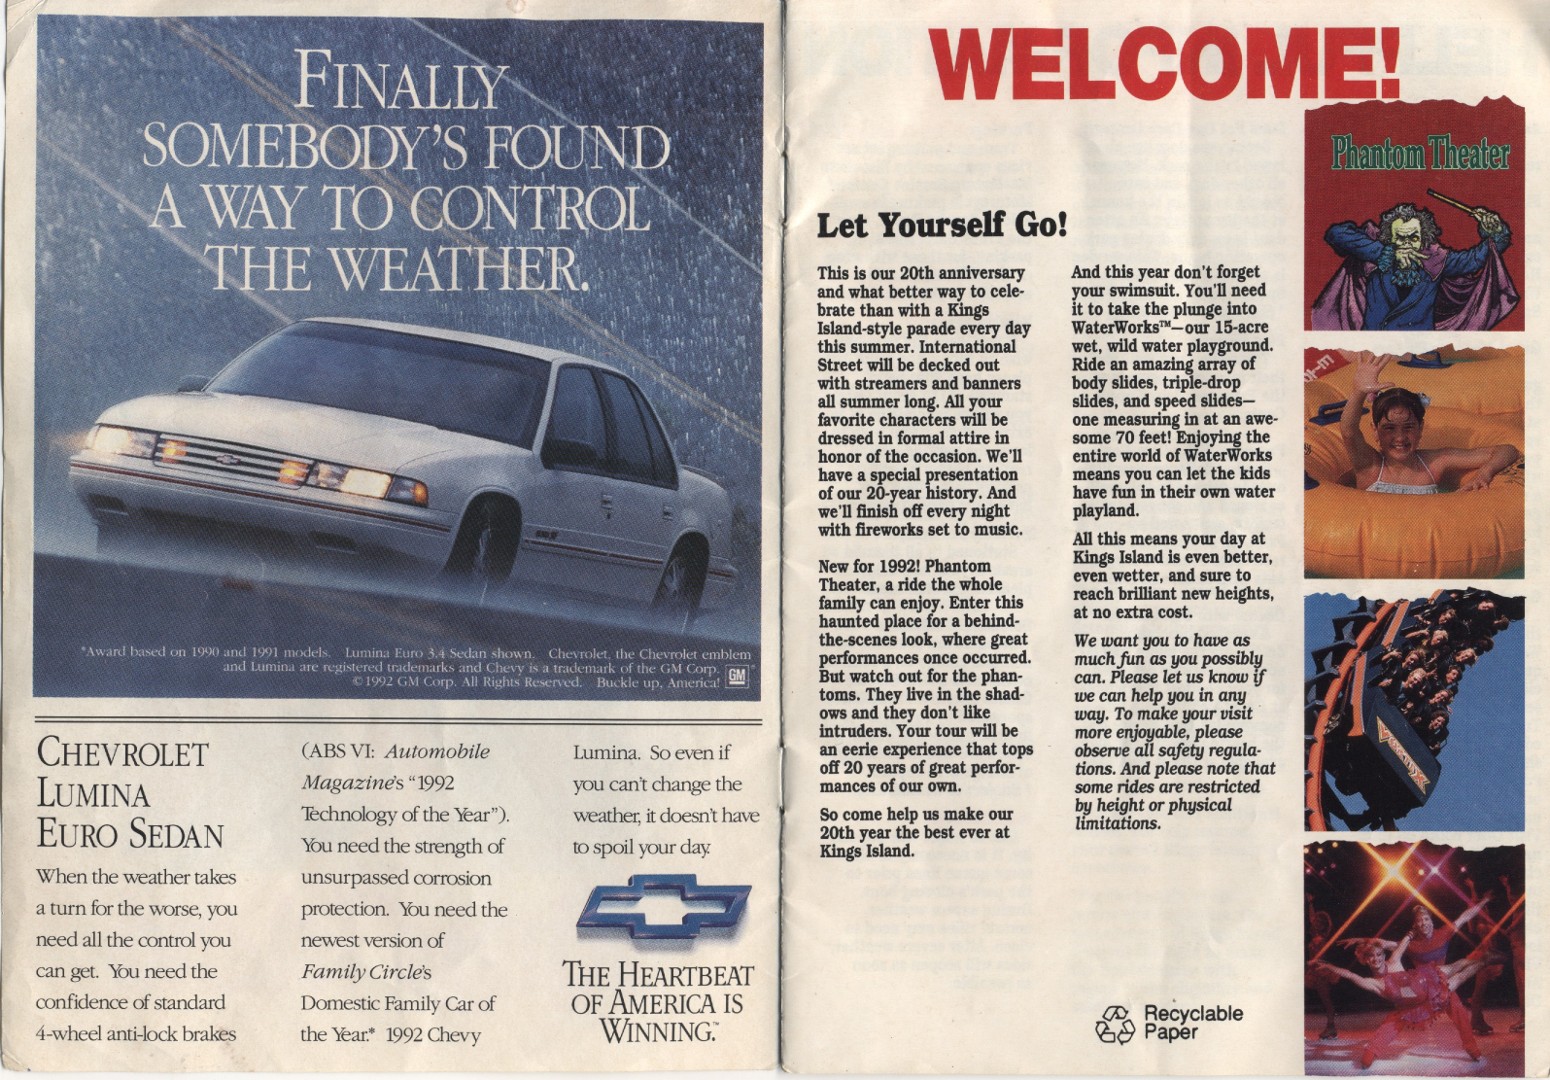 FINALLY
SOMEBODY'S FOUND
A WAY TO CONTROL
THE WEATHER.
*Award based on 1990 and 1991 models. Lumina Euro 3.4 Sedan shown. Chevrolet, the Chevrolet emblem
and Lumina are registered trademarks and Chevy is a trademark of the GM Corp.
©1992 GM Corp. All Rights Reserved. Buckle up, America!
GM
CHEVROLET
LUMINA
EURO SEDAN
When the weather takes
a turn for the worse, you
need all the control you
can get. You need the
confidence of standard
4-wheel anti-lock brakes
(ABS VI: Automobile
Magazine's "1992
Technology of the Year").
You need the strength of
unsurpassed corrosion
protection. You need the
newest version of
Family Circle's
Domestic Family Car of
the Year.* 1992 Chevy
Lumina. So even if
you can't change the
weather, it doesn't have
to spoil your day.
THE HEARTBEAT
OF AMERICA IS
WINNING.™
WELCOME!
Let Yourself Go!
This is our 20th anniversary
and what better way to cele-
brate than with a Kings
Island-style parade every day
this summer. International
Street will be decked out
with streamers and banners
all summer long. All your
favorite characters will be
dressed in formal attire in
honor of the occasion. We'll
have a special presentation
of our 20-year history. And
we'll finish off every night
with fireworks set to music.
New for 1992! Phantom
Theater, a ride the whole
family can enjoy. Enter this
haunted place for a behind-
the-scenes look, where great
performances once occurred.
But watch out for the phan-
toms. They live in the shad-
ows and they don't like
intruders. Your tour will be
an eerie experience that tops
off 20 years of great perfor-
mances of our own.
So come help us make our
20th year the best ever at
Kings Island.
And this year don't forget
your swimsuit. You'll need
it to take the plunge into
WaterWorks™—our 15-acre
wet, wild water playground.
Ride an amazing array of
body slides, triple-drop
slides, and speed slides—
one measuring in at an awe-
some 70 feet! Enjoying the
entire world of WaterWorks
means you can let the kids
have fun in their own water
playland.
All this means your day at
Kings Island is even better,
even wetter, and sure to
reach brilliant new heights,
at no extra cost.
We want you to have as
much fun as you possibly
can. Please let us know if
we can help you in any
way. To make your visit
more enjoyable, please
observe all safety regula-
tions. And please note that
some rides are restricted
by height or physical
limitations.
Recyclable
Paper
Phantom Theater
VORTEX